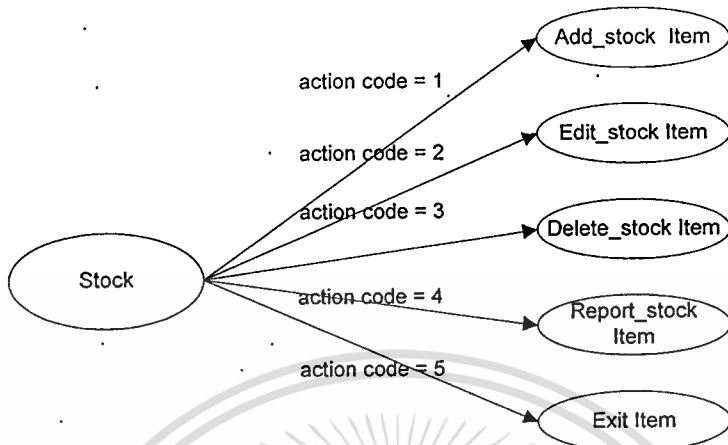 Add_stock Item
action code = 1
Edit_stock Item
action code = 2
action code = 3
Delete_stock Item
Stock
action code = 4
Report_stock
Item
action code = 5
Exit Item